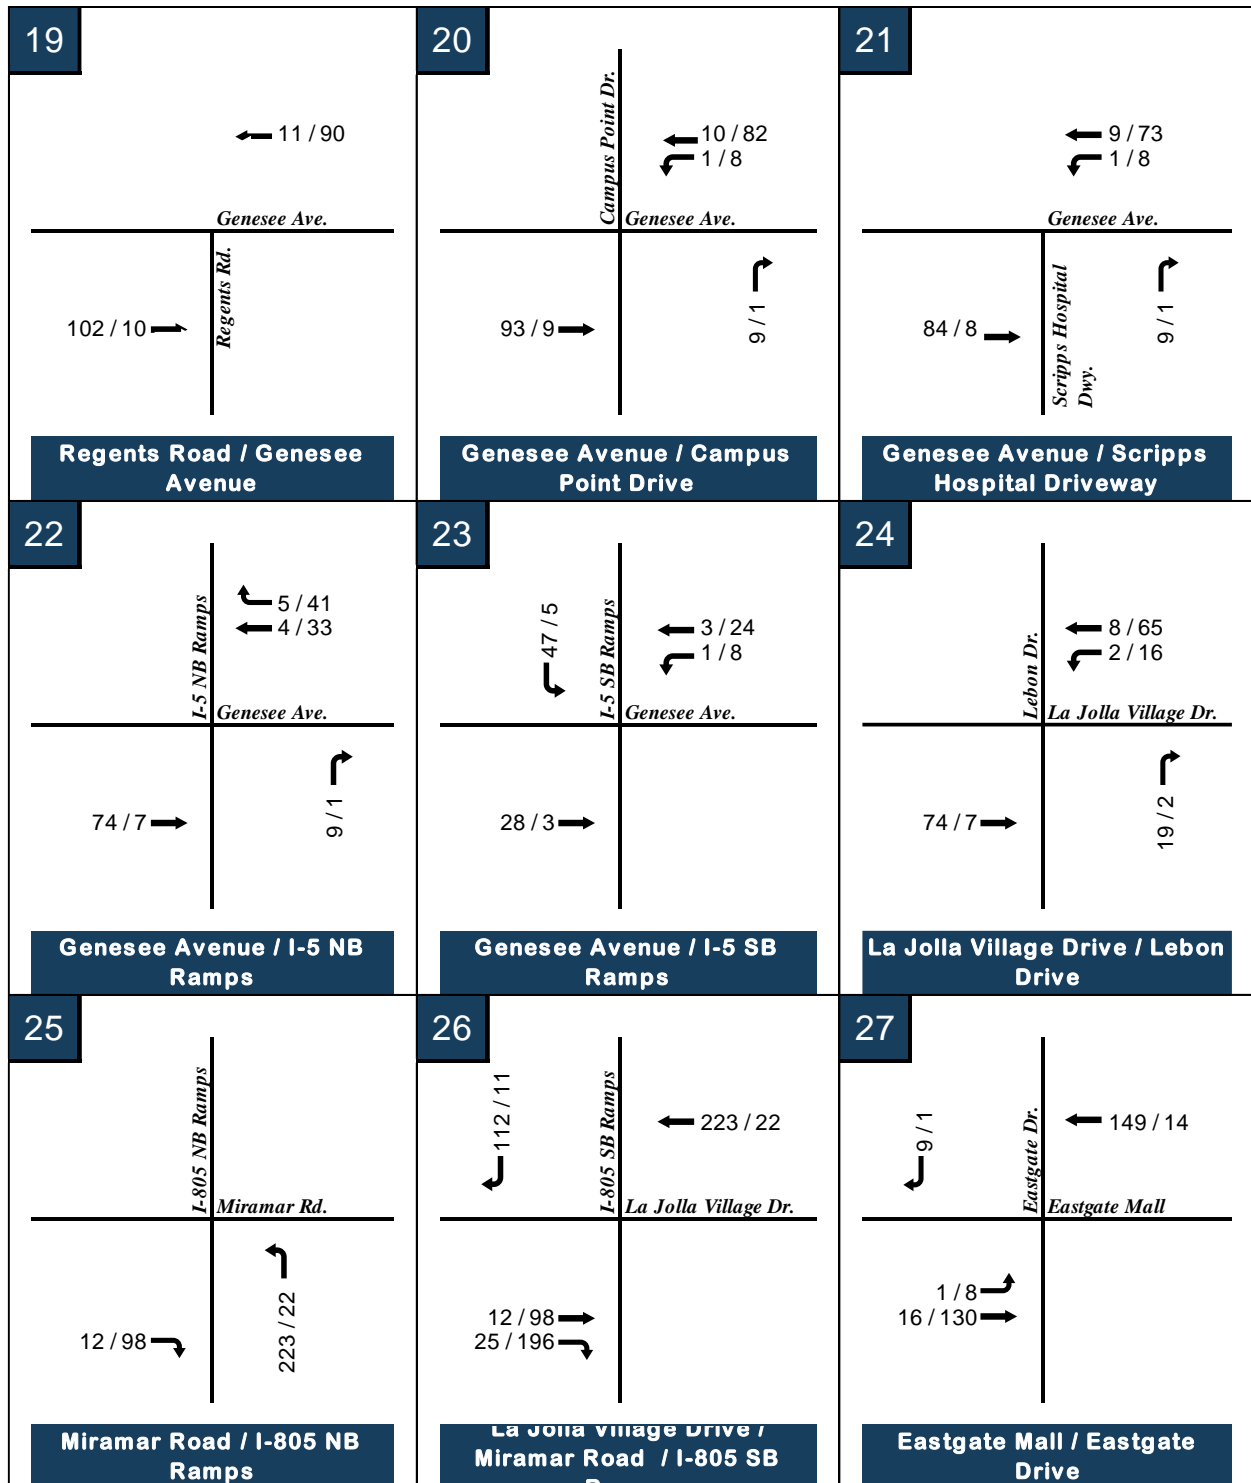 19
11 / 90
Genesee Ave.
Regents Rd.
102 / 10
Regents Road / Genesee
Avenue
20
Campus Point Dr.
10 / 82
1 / 8
Genesee Ave.
93 / 9
9 / 1
Genesee Avenue / Campus
Point Drive
21
9 / 73
1 / 8
Genesee Ave.
84 / 8
Scripps Hospital
Dwy.
9 / 1
Genesee Avenue / Scripps
Hospital Driveway
22
I-5 NB Ramps
5 / 41
4 / 33
Genesee Ave.
74 / 7
9 / 1
Genesee Avenue / I-5 NB
Ramps
23
47 / 5
I-5 SB Ramps
3 / 24
1 / 8
Genesee Ave.
28 / 3
Genesee Avenue / I-5 SB
Ramps
24
Lebon Dr.
8 / 65
2 / 16
La Jolla Village Dr.
74 / 7
19 / 2
La Jolla Village Drive / Lebon
Drive
25
I-805 NB Ramps
Miramar Rd.
12 / 98
223 / 22
Miramar Road / I-805 NB
Ramps
26
112 / 11
I-805 SB Ramps
223 / 22
La Jolla Village Dr.
12 / 98
25 / 196
La Jolla Village Drive /
Miramar Road / I-805 SB
27
9 / 1
Eastgate Dr.
149 / 14
Eastgate Mall
1 / 8
16 / 130
Eastgate Mall / Eastgate
Drive